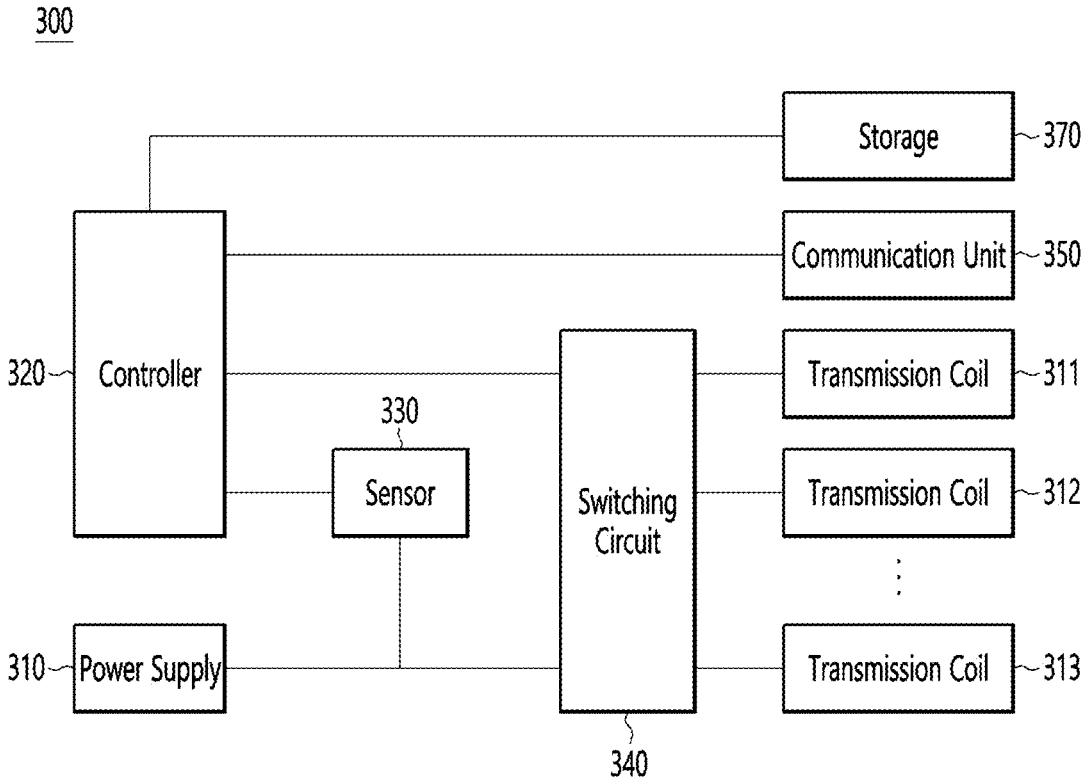 300
Storage
370
Communication Unit
350
320
Controller
Transmission Coil
311
330
Sensor
Switching
Circuit
Transmission Coil
312
310
Power Supply
Transmission Coil
313
340